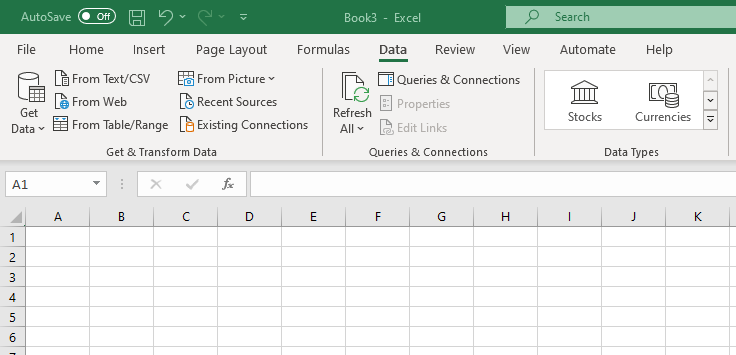 AutoSave Off Book3 - Excel Search
File Home Insert Page Layout Formulas Data Review View Automate Help
Get Data
From Text/CSV
From Web
From Table/Range
From Picture
Recent Sources
Existing Connections
Get & Transform Data
Refresh All
Queries & Connections
Properties
Edit Links
Queries & Connections
Stocks Currencies
Data Types
A1 fx
A B C D E F G H I J K
1
2
3
4
5
6